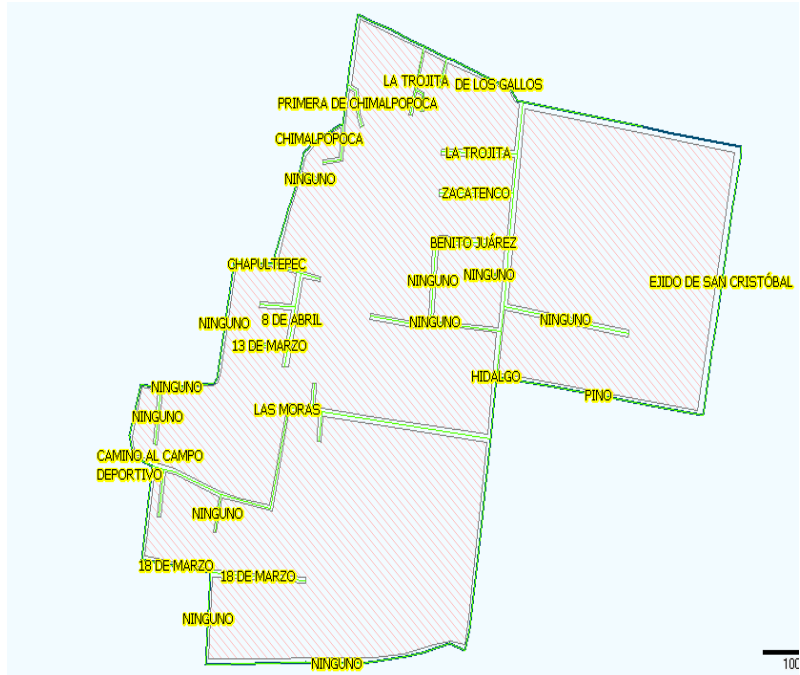 LA TROJITA
DE LOS GALLOS
PRIMERA DE CHIMALPOPOCA
CHIMALPOPOCA
LA TROJITA
NINGUNO
ZACATENCO
BENITO JUÁREZ
CHAPULTEPEC
NINGUNO
NINGUNO
EJIDO DE SAN CRISTÓBAL
NINGUNO
8 DE ABRIL
NINGUNO
NINGUNO
13 DE MARZO
HIDALGO
NINGUNO
PINO
NINGUNO
LAS MORAS
CAMINO AL CAMPO
DEPORTIVO
NINGUNO
18 DE MARZO
18 DE MARZO
NINGUNO
NINGUNO
100